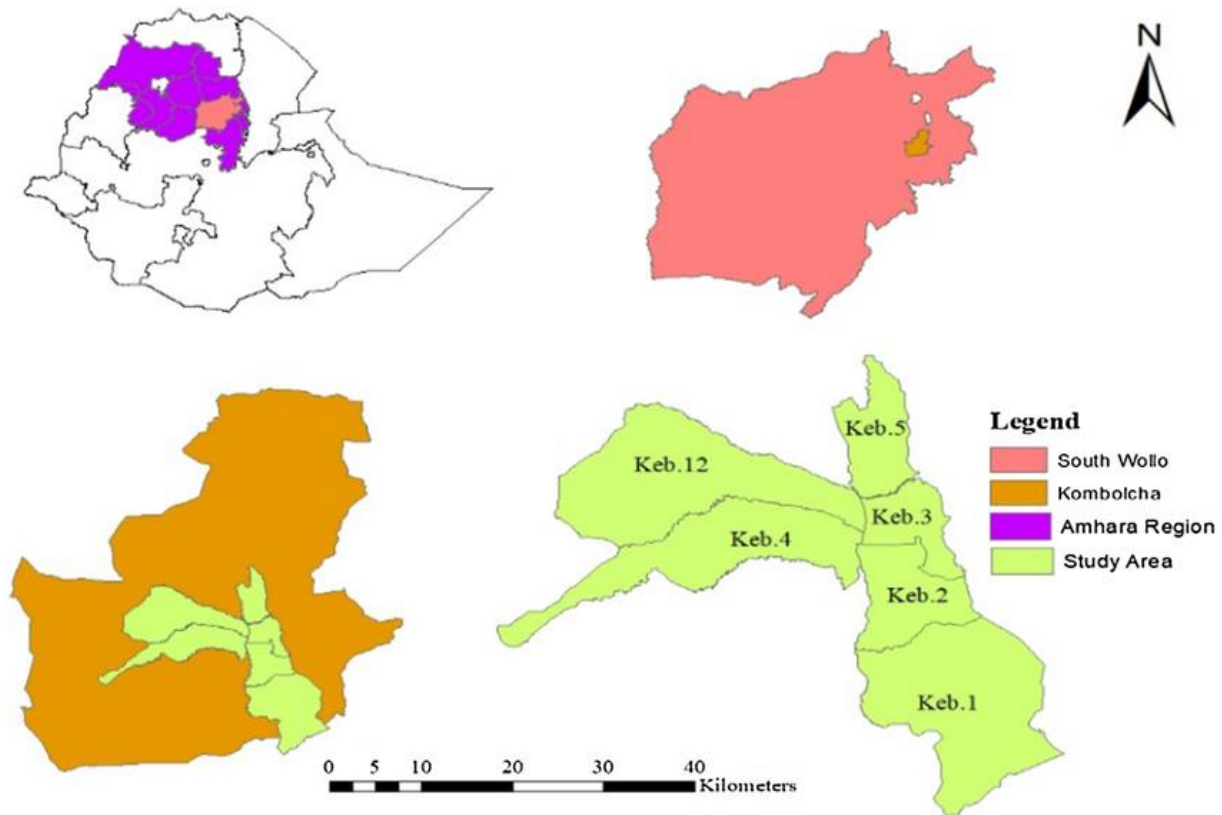 N
Keb.5
Keb.12
Keb.3
Keb.4
Keb.2
Keb.1
Legend
South Wollo
Kombolcha
Amhara Region
Study Area
0 5 10 20 30 40
Kilometers